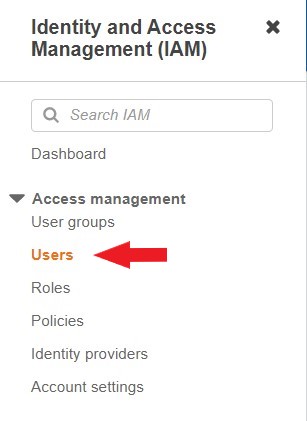 Identity and Access
Management (IAM)
Search IAM
Dashboard
Access management
User groups
Users
Roles
Policies
Identity providers
Account settings